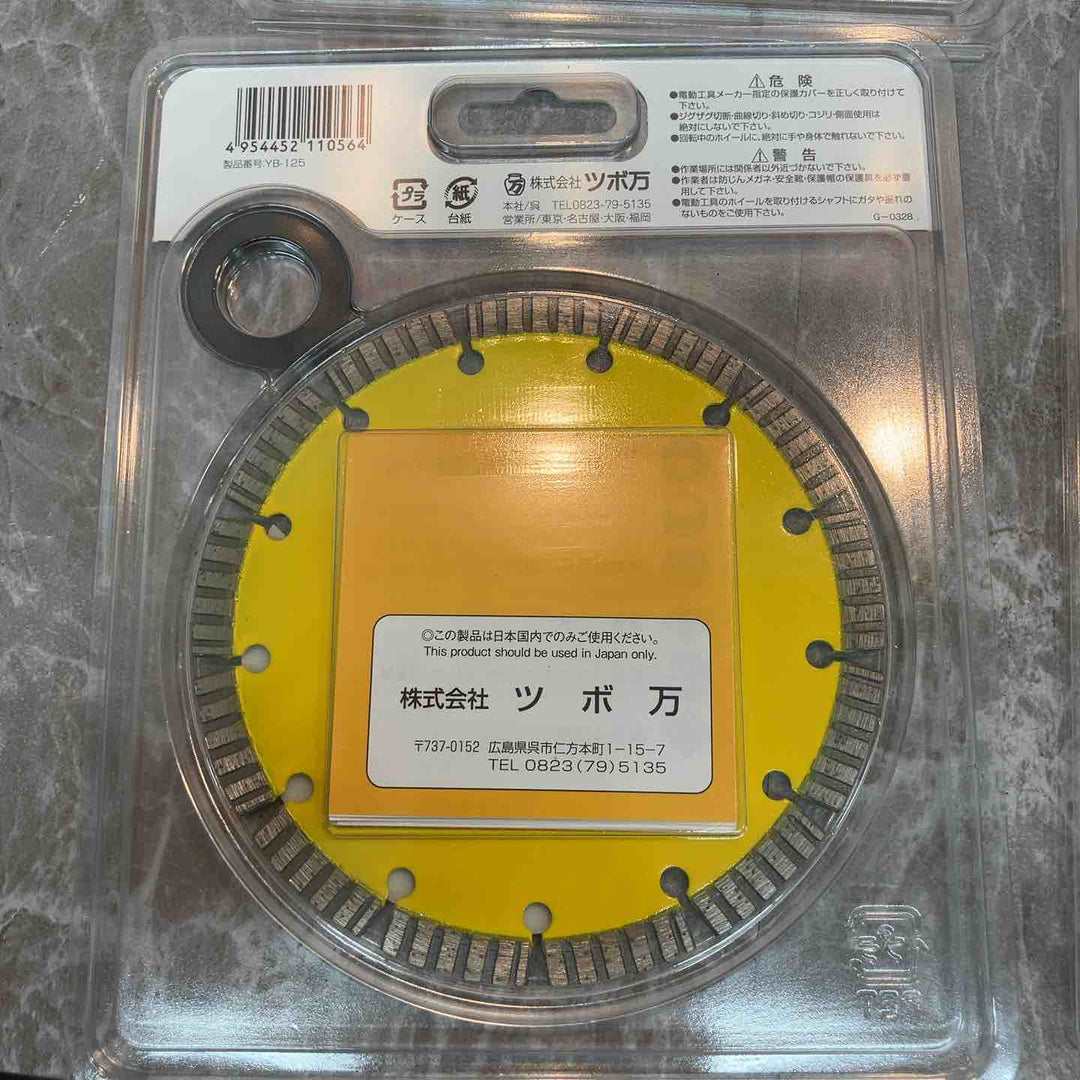 4 954452 110564
製品番号:YB-125
プラ
ケース
紙
台紙
万 株式会社 ツボ万
本社/呉 TEL0823-79-5135
営業所/東京・名古屋・大阪・福岡
⚠危 険
●電動工具メーカー指定の保護カバーを正しく取り付けて
下さい。
●ジグザグ切断・曲線切り・斜め切り・コジリ・側面使用は
絶対にしないで下さい。
●回転中のホイールに、絶対に手や身体で触れないで下さい。
⚠警 告
●作業場所には関係者以外近づかないで下さい。
●作業者は防じんメガネ・安全靴・保護帽の保護具を必ず着
用して下さい。
●電動工具のホイールを取り付けるシャフトにガタや振れの
ないものをご使用下さい。
G-0328
◎この製品は日本国内でのみご使用ください。
This product should be used in Japan only.
株式会社 ツ ボ 万
〒737-0152 広島県呉市仁方本町1-15-7
TEL 0823(79)5135